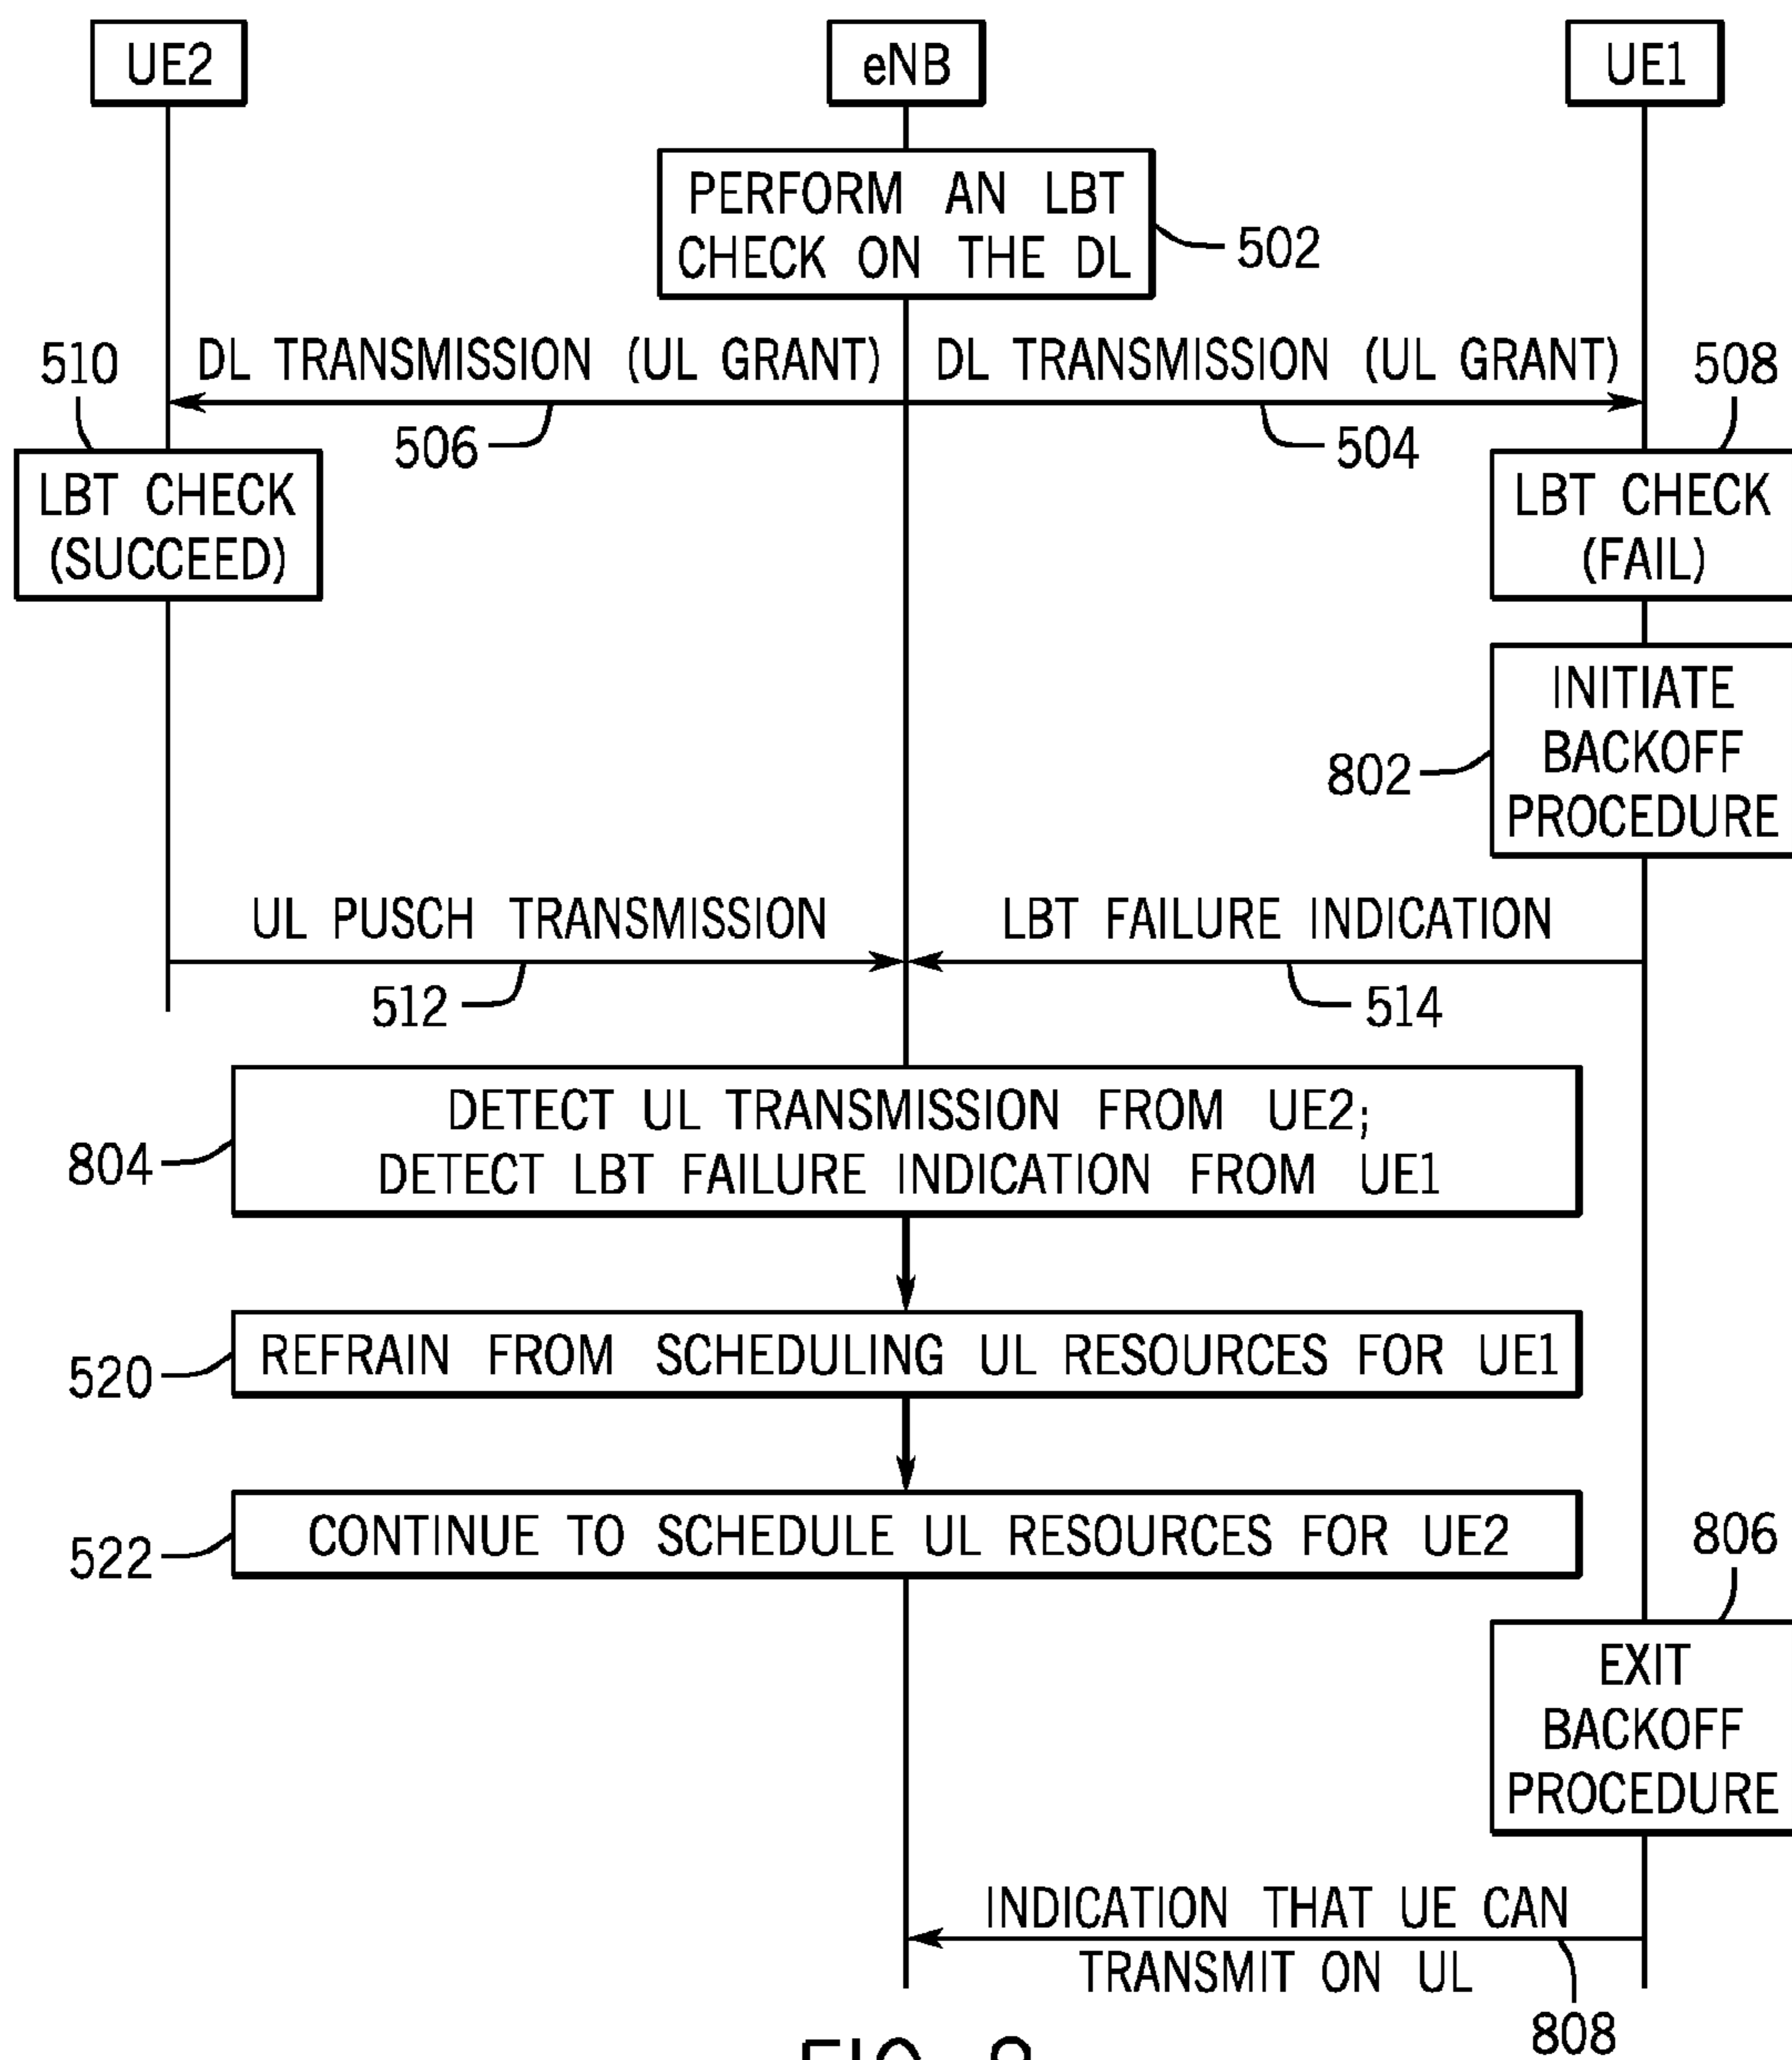 UE2
eNB
UE1
PERFORM AN LBT
CHECK ON THE DL
502
510
DL TRANSMISSION (UL GRANT)
DL TRANSMISSION (UL GRANT)
508
506
504
LBT CHECK
(SUCCEED)
LBT CHECK
(FAIL)
INITIATE
BACKOFF
PROCEDURE
802
UL PUSCH TRANSMISSION
LBT FAILURE INDICATION
512
514
DETECT UL TRANSMISSION FROM UE2;
DETECT LBT FAILURE INDICATION FROM UE1
804
REFRAIN FROM SCHEDULING UL RESOURCES FOR UE1
520
CONTINUE TO SCHEDULE UL RESOURCES FOR UE2
522
806
EXIT
BACKOFF
PROCEDURE
INDICATION THAT UE CAN
TRANSMIT ON UL
808
FIG.